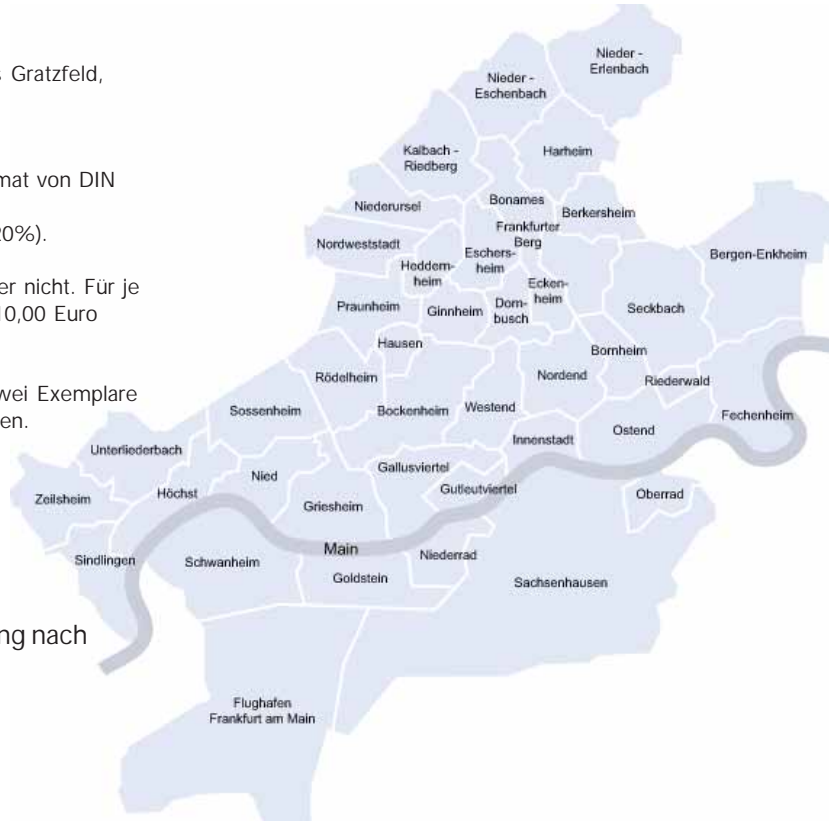 Gratzfeld,
mat von DIN
20%).
er nicht. Für je
10,00 Euro
wei Exemplare
en.
ng nach
Nieder -
Erlenbach
Nieder -
Eschenbach
Kalbach -
Riedberg
Harheim
Niederursel
Bonames
Berkersheim
Nordweststadt
Frankfurter
Berg
Bergen-Enkheim
Heddern-
heim
Eschers-
heim
Ecken-
heim
Praunheim
Ginnheim
Dorn-
busch
Seckbach
Hausen
Bornheim
Rödelheim
Nordend
Riederwald
Sossenheim
Bockenheim
Westend
Fechenheim
Unterliederbach
Innenstadt
Ostend
Zeilsheim
Höchst
Nied
Gallusviertel
Gutleutviertel
Oberrad
Griesheim
Sindlingen
Schwanheim
Main
Goldstein
Niederrad
Sachsenhausen
Flughafen
Frankfurt am Main